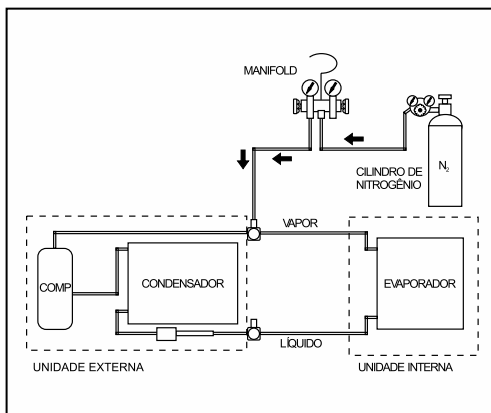 MANIFOLD
CILINDRO DE
NITROGÊNIO
N2
VAPOR
COMP
CONDENSADOR
EVAPORADOR
LÍQUIDO
UNIDADE EXTERNA
UNIDADE INTERNA